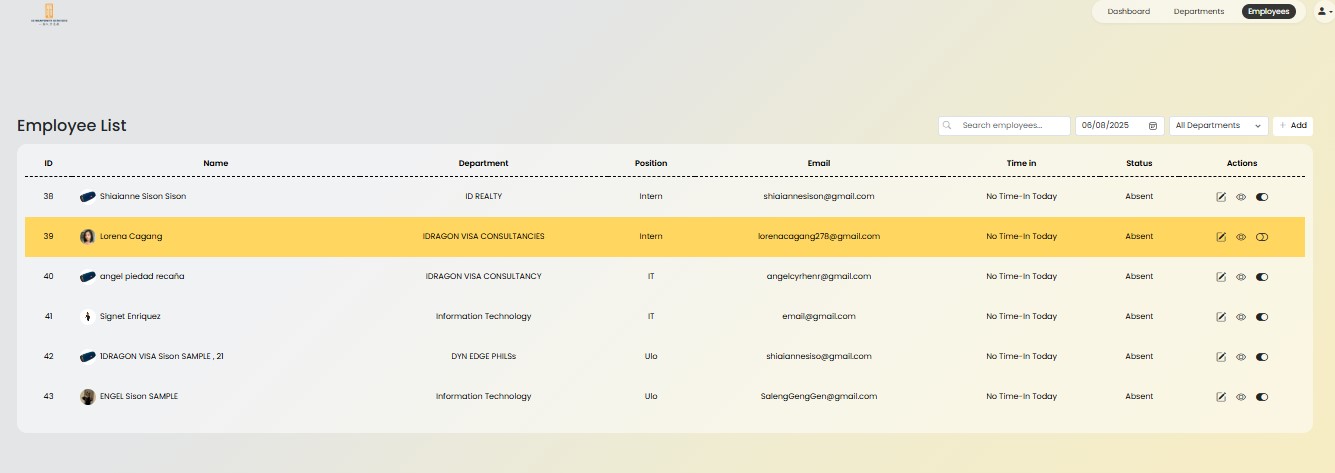 Dashboard Departments Employees
Employee List
Search employees... 06/08/2025 All Departments + Add
ID Name Department Position Email Time in Status Actions
38 Shiaianne Sison Sison ID REALTY Intern shiaiannesison@gmail.com No Time-In Today Absent
39 Lorena Cagang IDRAGON VISA CONSULTANCIES Intern lorenacagang278@gmail.com No Time-In Today Absent
40 angel piedad recaña IDRAGON VISA CONSULTANCY IT angelcyrhenr@gmail.com No Time-In Today Absent
41 Signet Enriquez Information Technology IT email@gmail.com No Time-In Today Absent
42 1DRAGON VISA Sison SAMPLE , 21 DYN EDGE PHILSs Ulo shiaiannesiso@gmail.com No Time-In Today Absent
43 ENGEL Sison SAMPLE Information Technology Ulo SalengGengGen@gmail.com No Time-In Today Absent